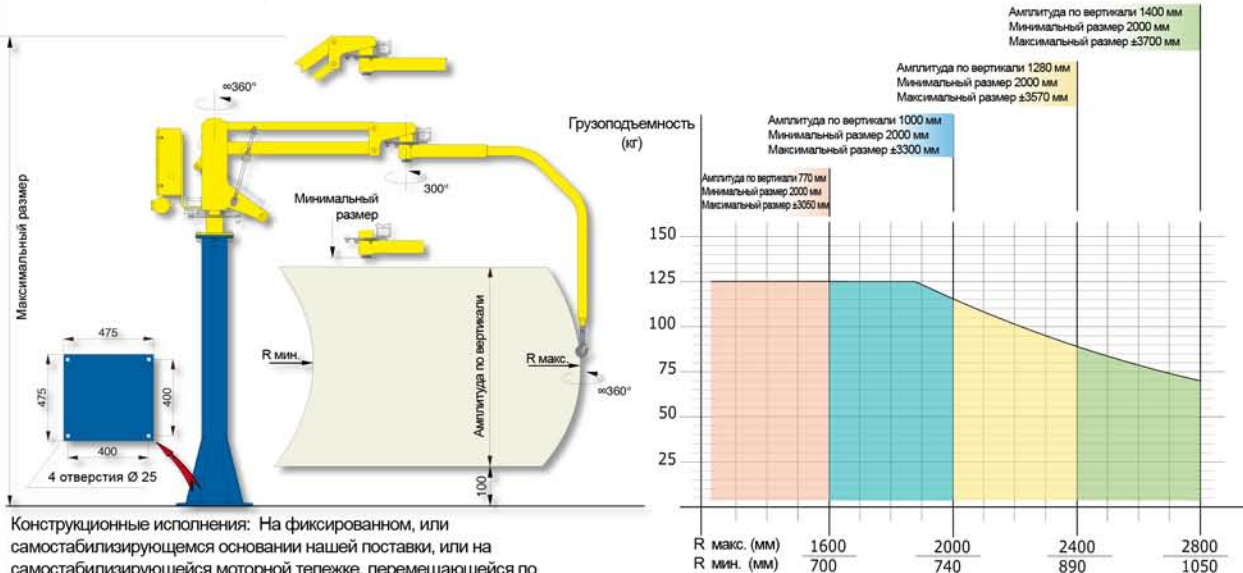 Амплитуда по вертикали 1400 мм
Минимальный размер 2000 мм
Максимальный размер ±3700 мм
Амплитуда по вертикали 1280 мм
Минимальный размер 2000 мм
Максимальный размер ±3570 мм
Амплитуда по вертикали 1000 мм
Минимальный размер 2000 мм
Максимальный размер ±3300 мм
Амплитуда по вертикали 770 мм
Минимальный размер 2000 мм
Максимальный размер ±3050 мм
Грузоподъемность
(кг)
150
125
100
75
50
25
R макс. (мм) 1600 2000 2400 2800
R мин. (мм) 700 740 890 1050
Максимальный размер
∞360°
300°
Минимальный
размер
R мин.
Амплитуда по вертикали
R макс.
∞360°
100
475
475
400
400
4 отверстия Ø 25
Конструкционные исполнения: На фиксированном, или
самостабилизирующемся основании нашей поставки, или на
самостабилизирующейся моторной тележке, перемещающейся по